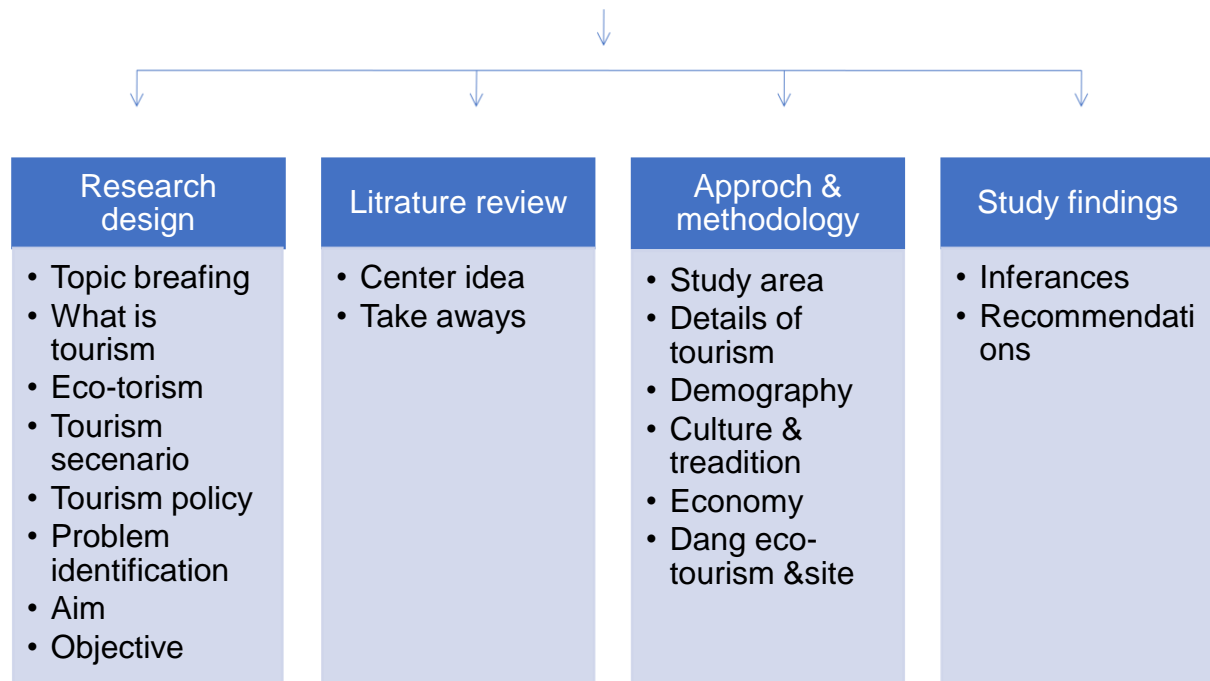 Research
design
• Topic breafing
• What is
tourism
• Eco-torism
• Tourism
secenario
• Tourism policy
• Problem
identification
• Aim
• Objective
Litrature review
• Center idea
• Take aways
Approch &
methodology
• Study area
• Details of
tourism
• Demography
• Culture &
treadition
• Economy
• Dang eco-
tourism &site
Study findings
• Inferances
• Recommendati
ons